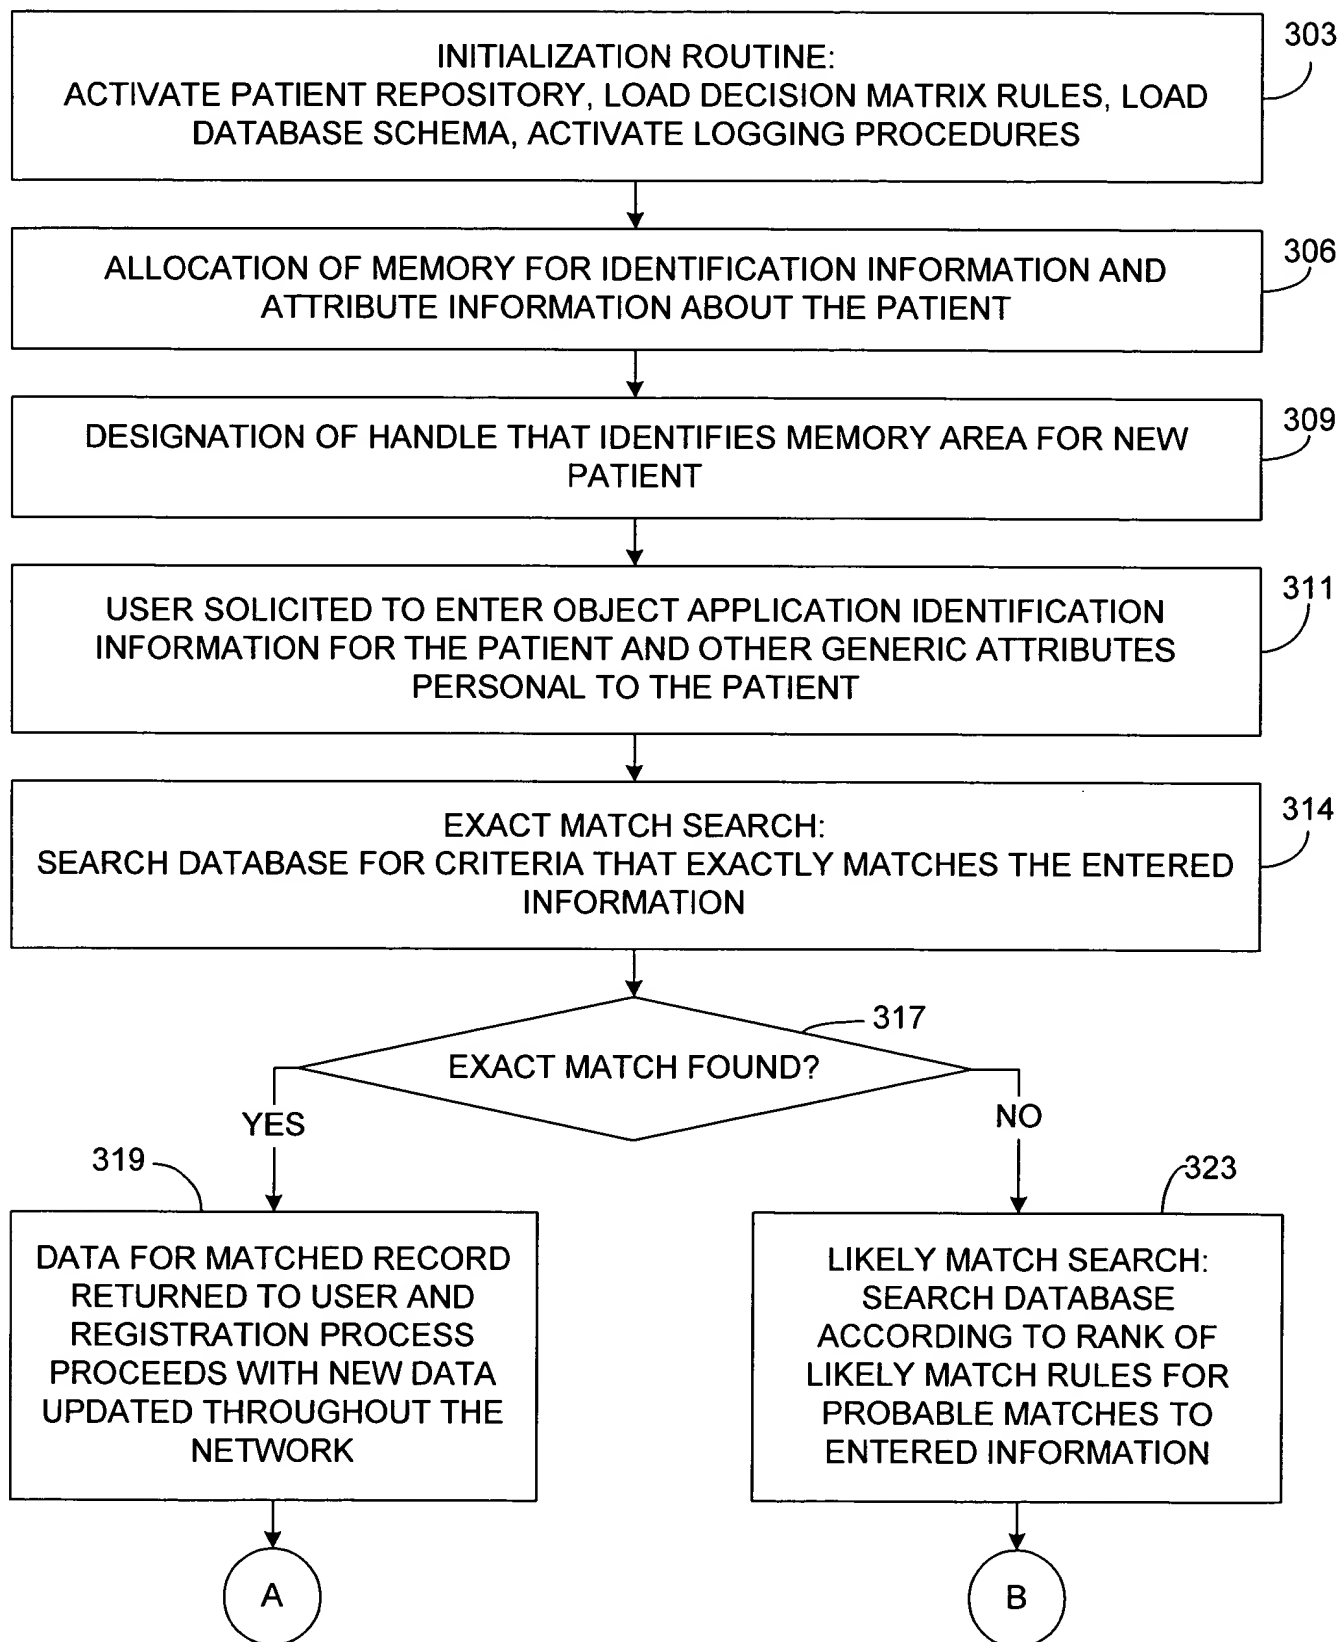 INITIALIZATION ROUTINE:
ACTIVATE PATIENT REPOSITORY, LOAD DECISION MATRIX RULES, LOAD
DATABASE SCHEMA, ACTIVATE LOGGING PROCEDURES
303
ALLOCATION OF MEMORY FOR IDENTIFICATION INFORMATION AND
ATTRIBUTE INFORMATION ABOUT THE PATIENT
306
DESIGNATION OF HANDLE THAT IDENTIFIES MEMORY AREA FOR NEW
PATIENT
309
USER SOLICITED TO ENTER OBJECT APPLICATION IDENTIFICATION
INFORMATION FOR THE PATIENT AND OTHER GENERIC ATTRIBUTES
PERSONAL TO THE PATIENT
311
EXACT MATCH SEARCH:
SEARCH DATABASE FOR CRITERIA THAT EXACTLY MATCHES THE ENTERED
INFORMATION
314
EXACT MATCH FOUND?
317
YES
NO
319
DATA FOR MATCHED RECORD
RETURNED TO USER AND
REGISTRATION PROCESS
PROCEEDS WITH NEW DATA
UPDATED THROUGHOUT THE
NETWORK
323
LIKELY MATCH SEARCH:
SEARCH DATABASE
ACCORDING TO RANK OF
LIKELY MATCH RULES FOR
PROBABLE MATCHES TO
ENTERED INFORMATION
A
B